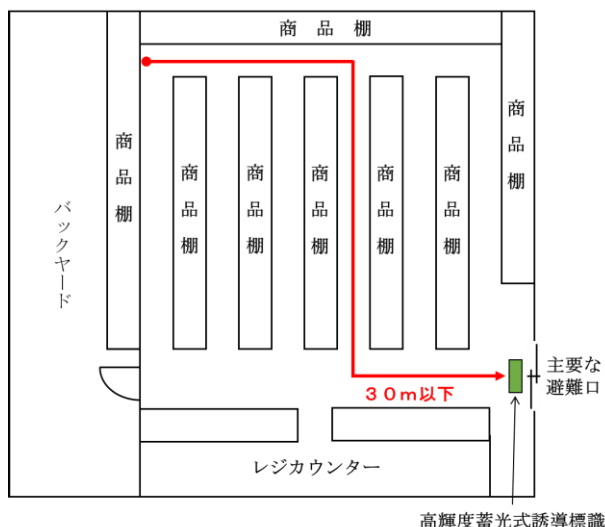 商品棚
商品棚
商品棚
商品棚
商品棚
商品棚
商品棚
商品棚
バックヤード
主要な
避難口
30m以下
レジカウンター
高輝度蓄光式誘導標識